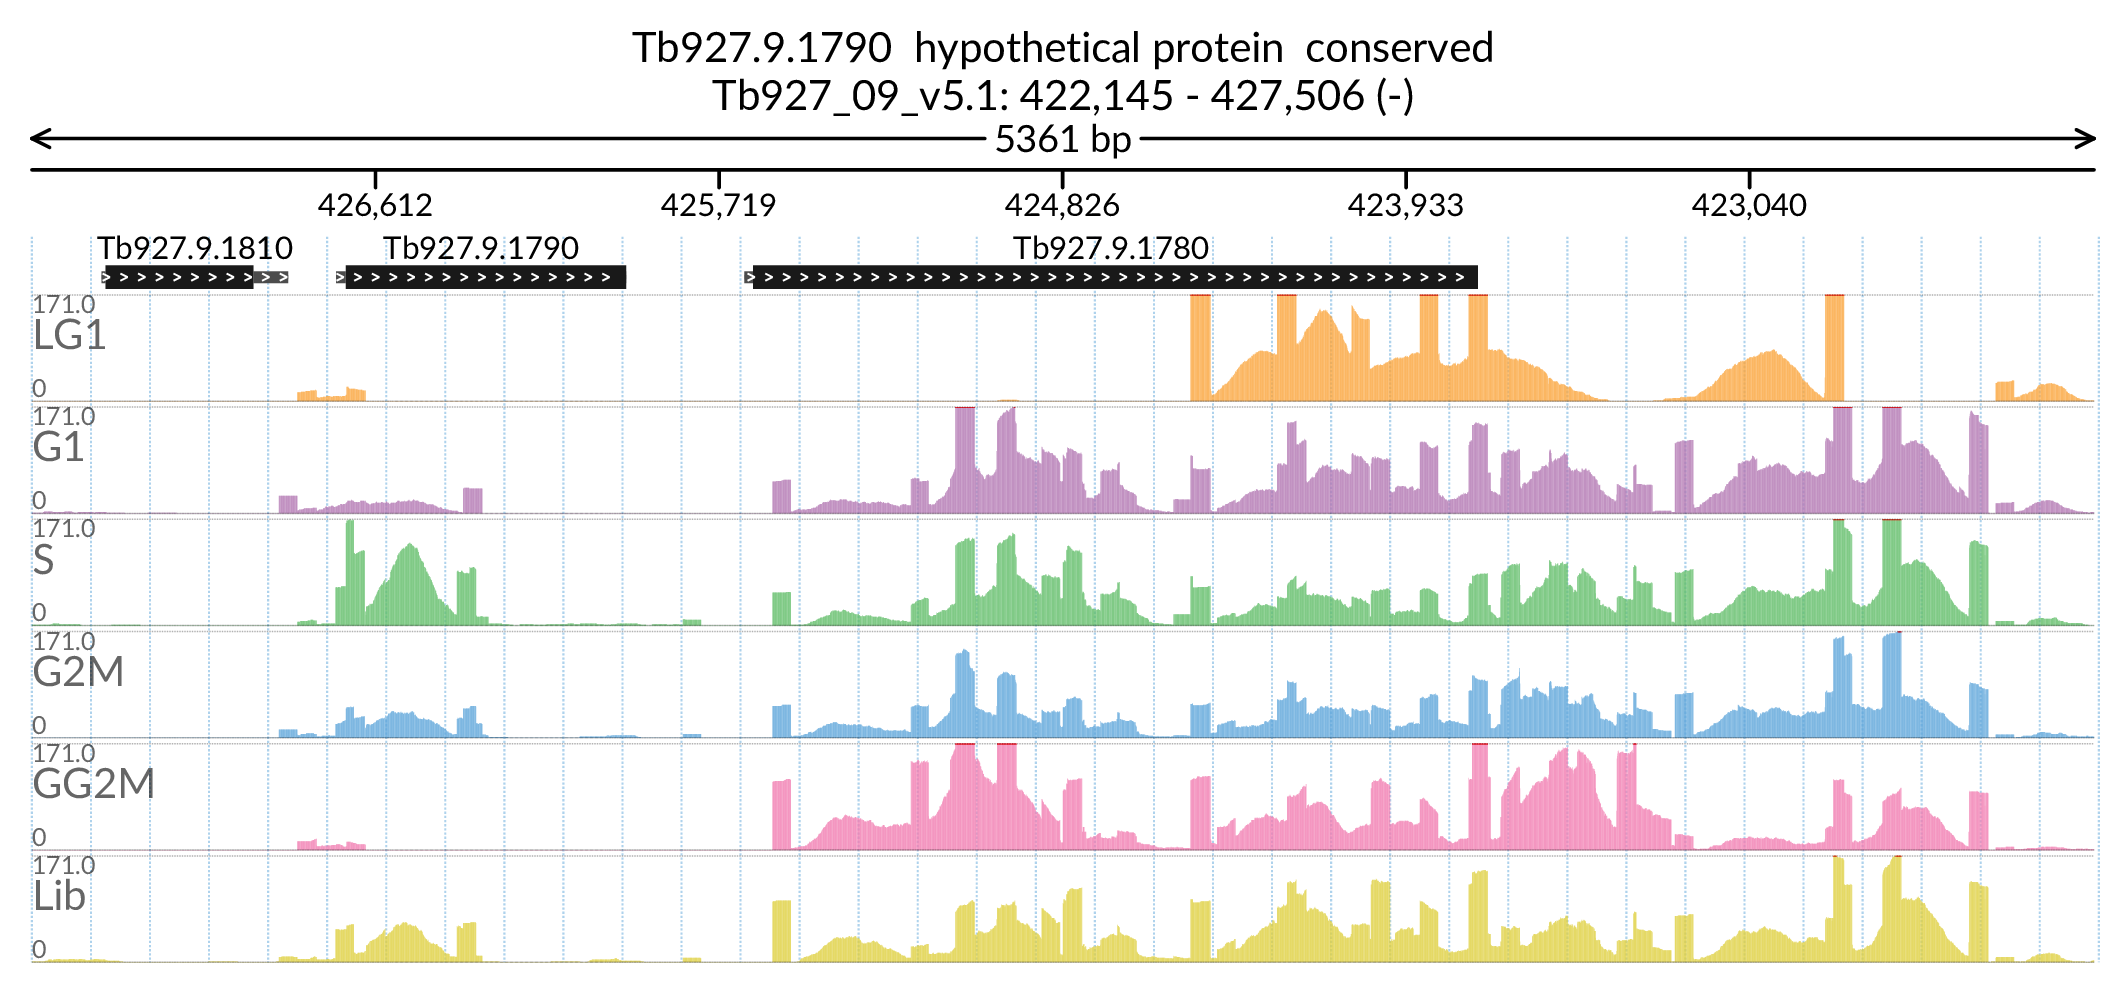 Tb927.9.1790 hypothetical protein conserved
Tb927_09_v5.1: 422,145 - 427,506 (-)
5361 bp
426,612 425,719 424,826 423,933 423,040
Tb927.9.1810 Tb927.9.1790 Tb927.9.1780
171.0
LG1
0
171.0
G1
0
171.0
S
0
171.0
G2M
0
171.0
GG2M
0
171.0
Lib
0